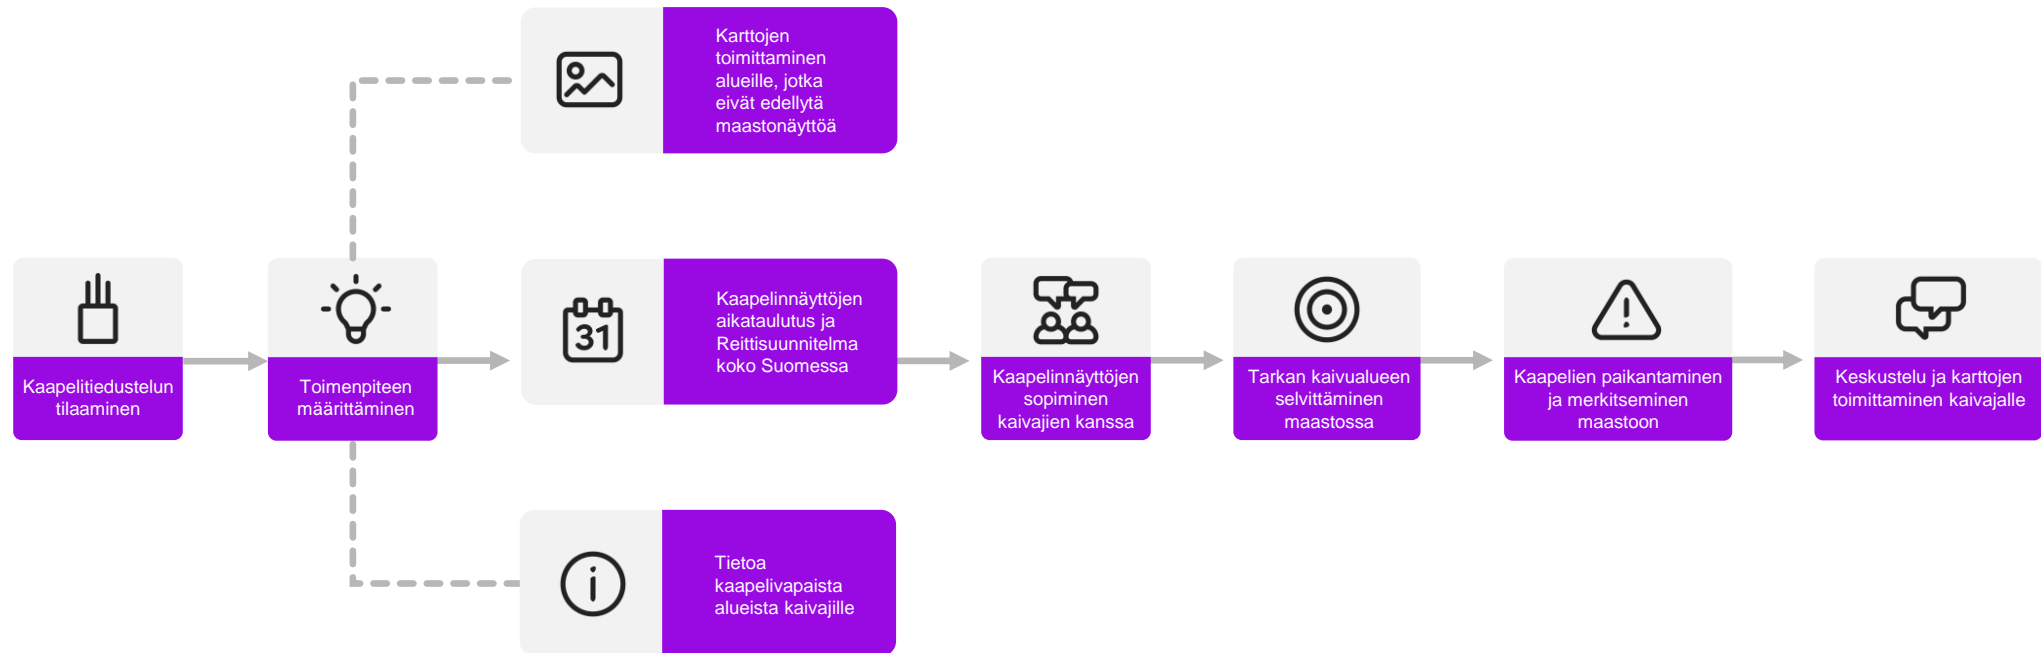 Karttojen
toimittaminen
alueille, jotka
eivät edellytä
maastonäyttöä
Kaapelitiedustelun
tilaaminen
Toimenpiteen
määrittäminen
31
Kaapelinnäyttöjen
aikataulutus ja
Reittisuunnitelma
koko Suomessa
Kaapelinnäyttöjen
sopiminen
kaivajien kanssa
Tarkan kaivualueen
selvittäminen
maastossa
Kaapelien paikantaminen
ja merkitseminen
maastoon
Keskustelu ja karttojen
toimittaminen kaivajalle
Tietoa
kaapelivapaista
alueista kaivajille